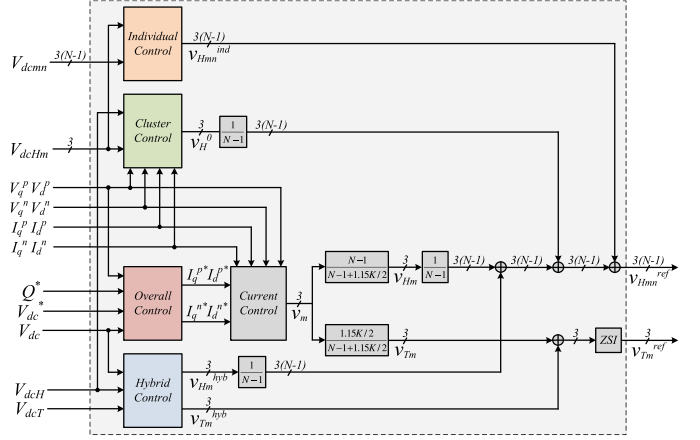 Individual Control
3(N-1)
v_Hmn^ind
V_dcmn
3(N-1)
Cluster Control
3
v_H^0
1/(N−1)
3(N-1)
V_dcHm
3
V_q^p V_d^p
V_q^n V_d^n
I_q^p I_d^p
I_q^n I_d^n
Overall Control
I_q^p* I_d^p*
I_q^n* I_d^n*
Current Control
3
v_m
(N−1)/(N−1+1.15K/2)
3
v_Hm
1/(N−1)
3(N-1)
3(N-1)
3(N-1)
3(N-1)
v_Hmn^ref
Q*
V_dc*
V_dc
(1.15K/2)/(N−1+1.15K/2)
3
v_Tm
3
ZSI
3
v_Tm^ref
Hybrid Control
3
v_Hm^hyb
1/(N−1)
3(N-1)
V_dcH
V_dcT
3
v_Tm^hyb